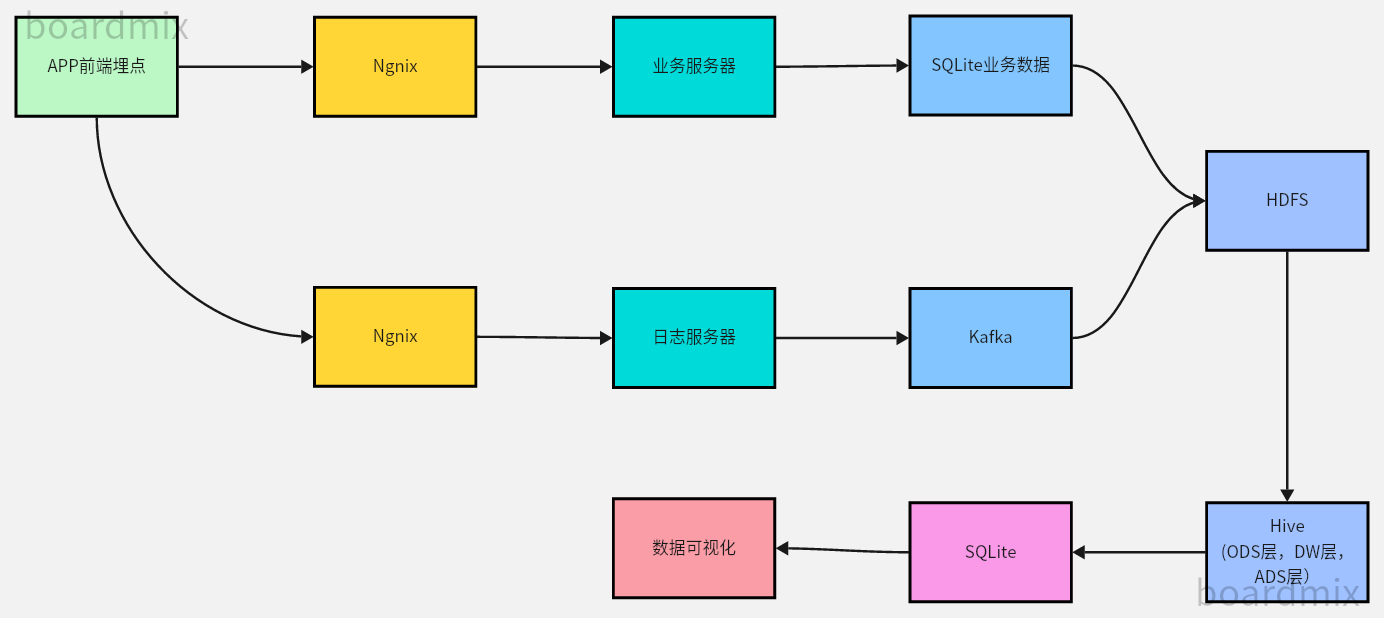 boardmix
APP前端埋点
Ngnix
业务服务器
SQLite业务数据
HDFS
Ngnix
日志服务器
Kafka
数据可视化
SQLite
Hive
(ODS层，DW层，
ADS层）
boardmix